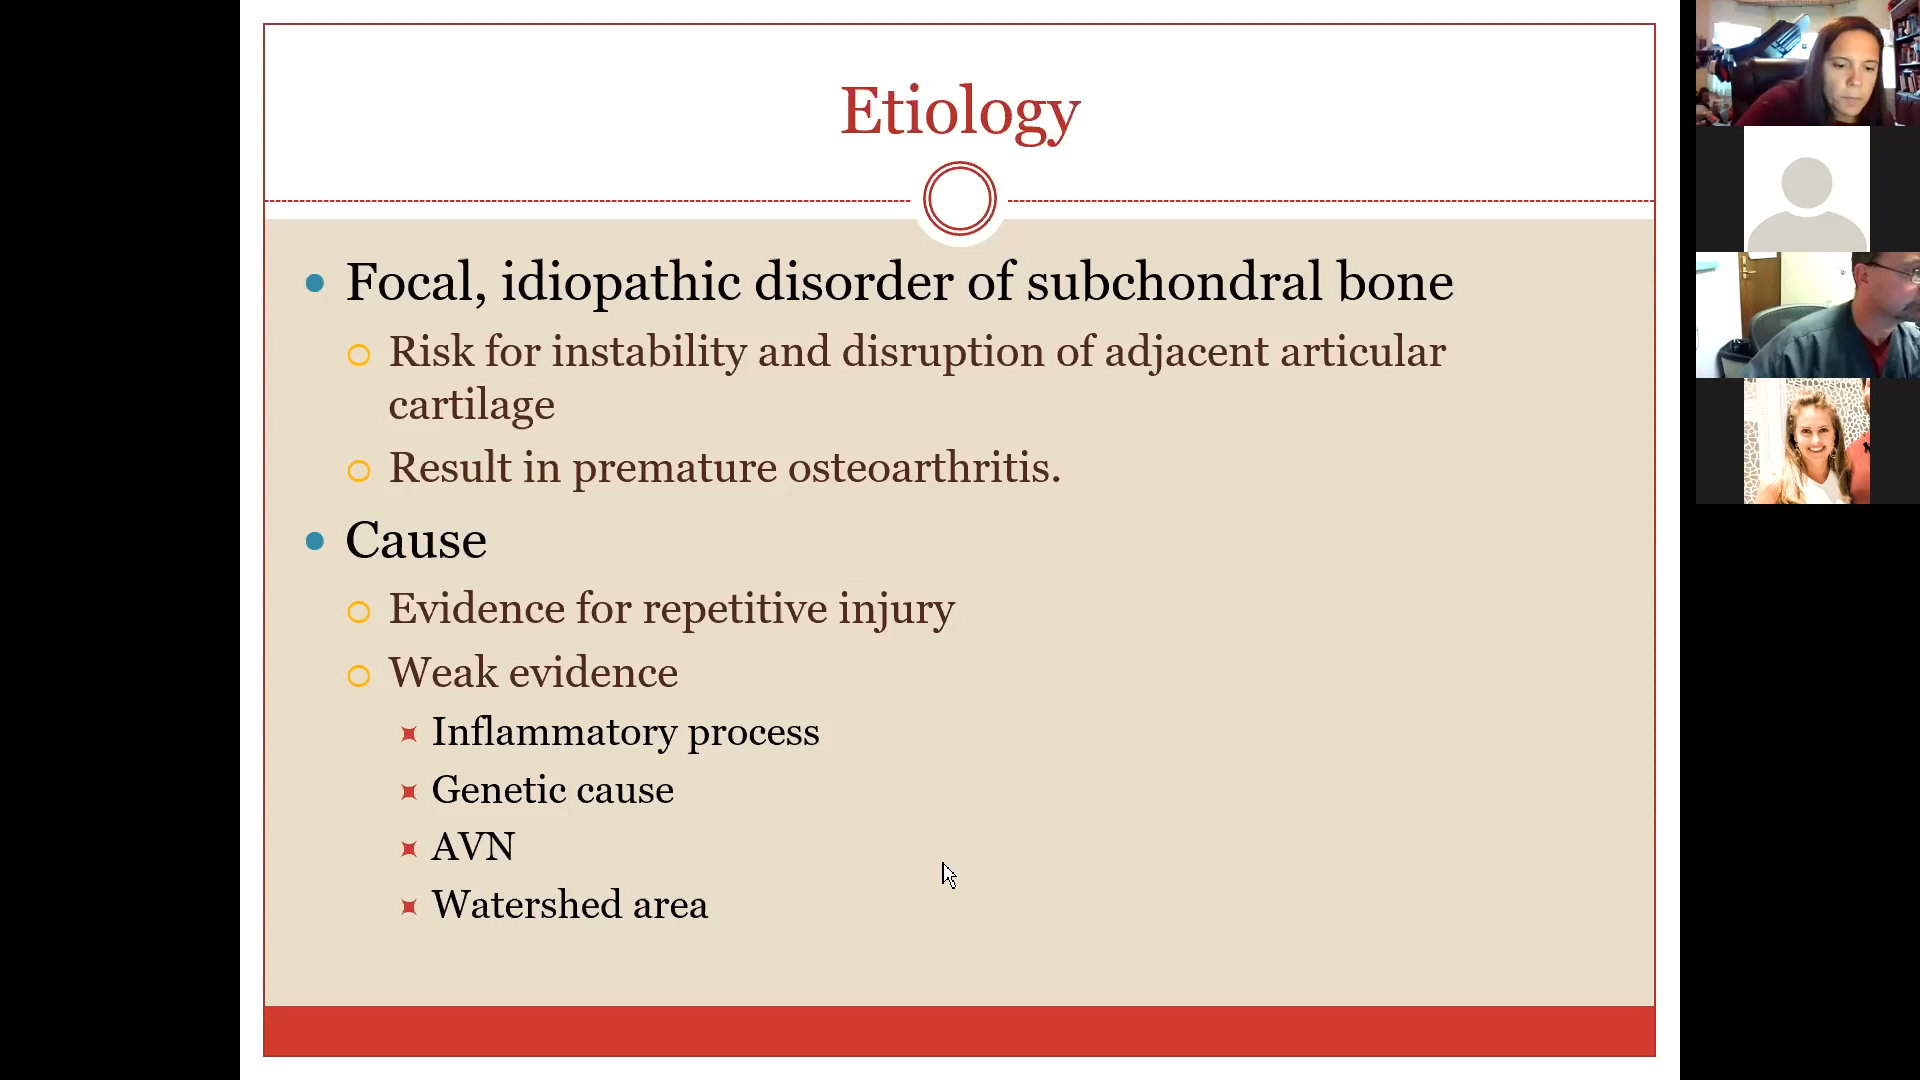 Etiology
Focal, idiopathic disorder of subchondral bone
Risk for instability and disruption of adjacent articular
cartilage
Result in premature osteoarthritis.
Cause
Evidence for repetitive injury
Weak evidence
Inflammatory process
Genetic cause
AVN
Watershed area